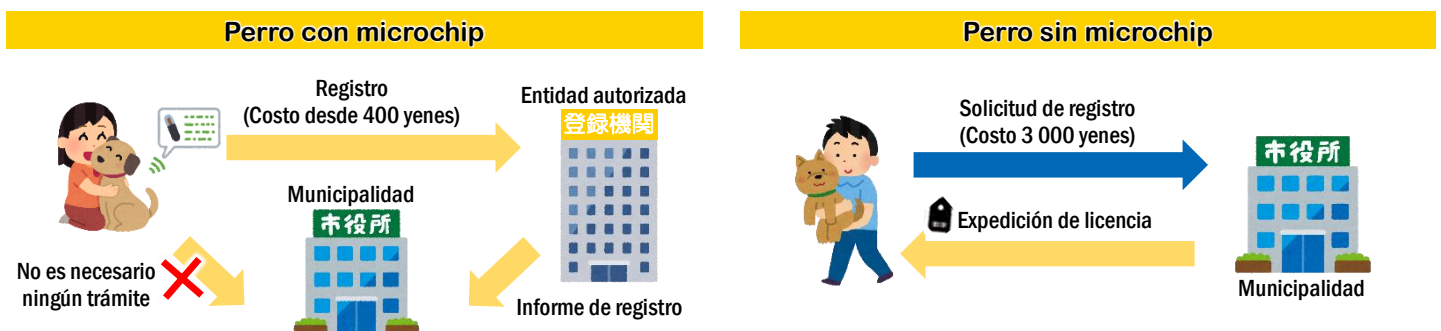 Perro con microchip
Registro
(Costo desde 400 yenes)
Entidad autorizada
登録機関
Municipalidad
市役所
No es necesario
ningún trámite
Informe de registro
Perro sin microchip
Solicitud de registro
(Costo 3 000 yenes)
市役所
Expedición de licencia
Municipalidad